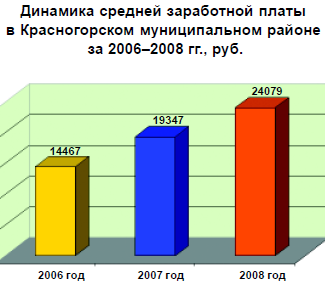 Динамика средней заработной платы
в Красногорском муниципальном районе
за 2006–2008 гг., руб.
24079
19347
14467
2006 год 2007 год 2008 год